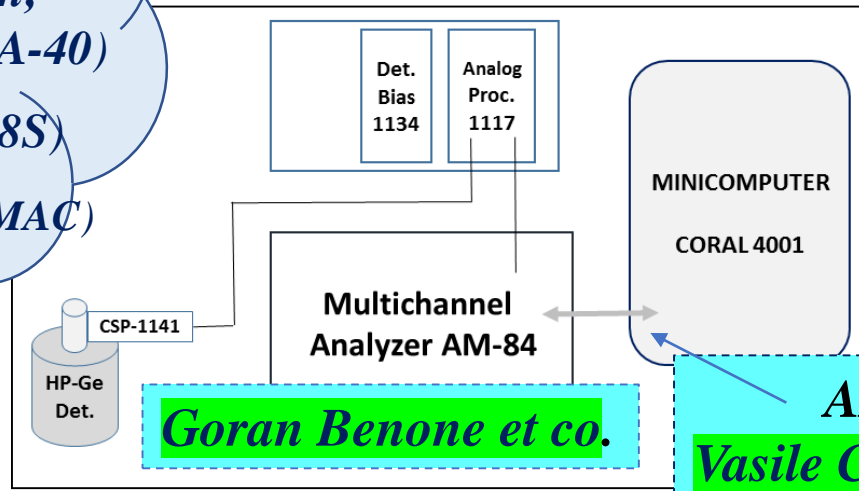 A-40)
8S)
MAC)
Det.
Bias
1134
Analog
Proc.
1117
MINICOMPUTER
CORAL 4001
Multichannel
Analyzer AM-84
CSP-1141
HP-Ge
Det.
Goran Benone et co.
Vasile